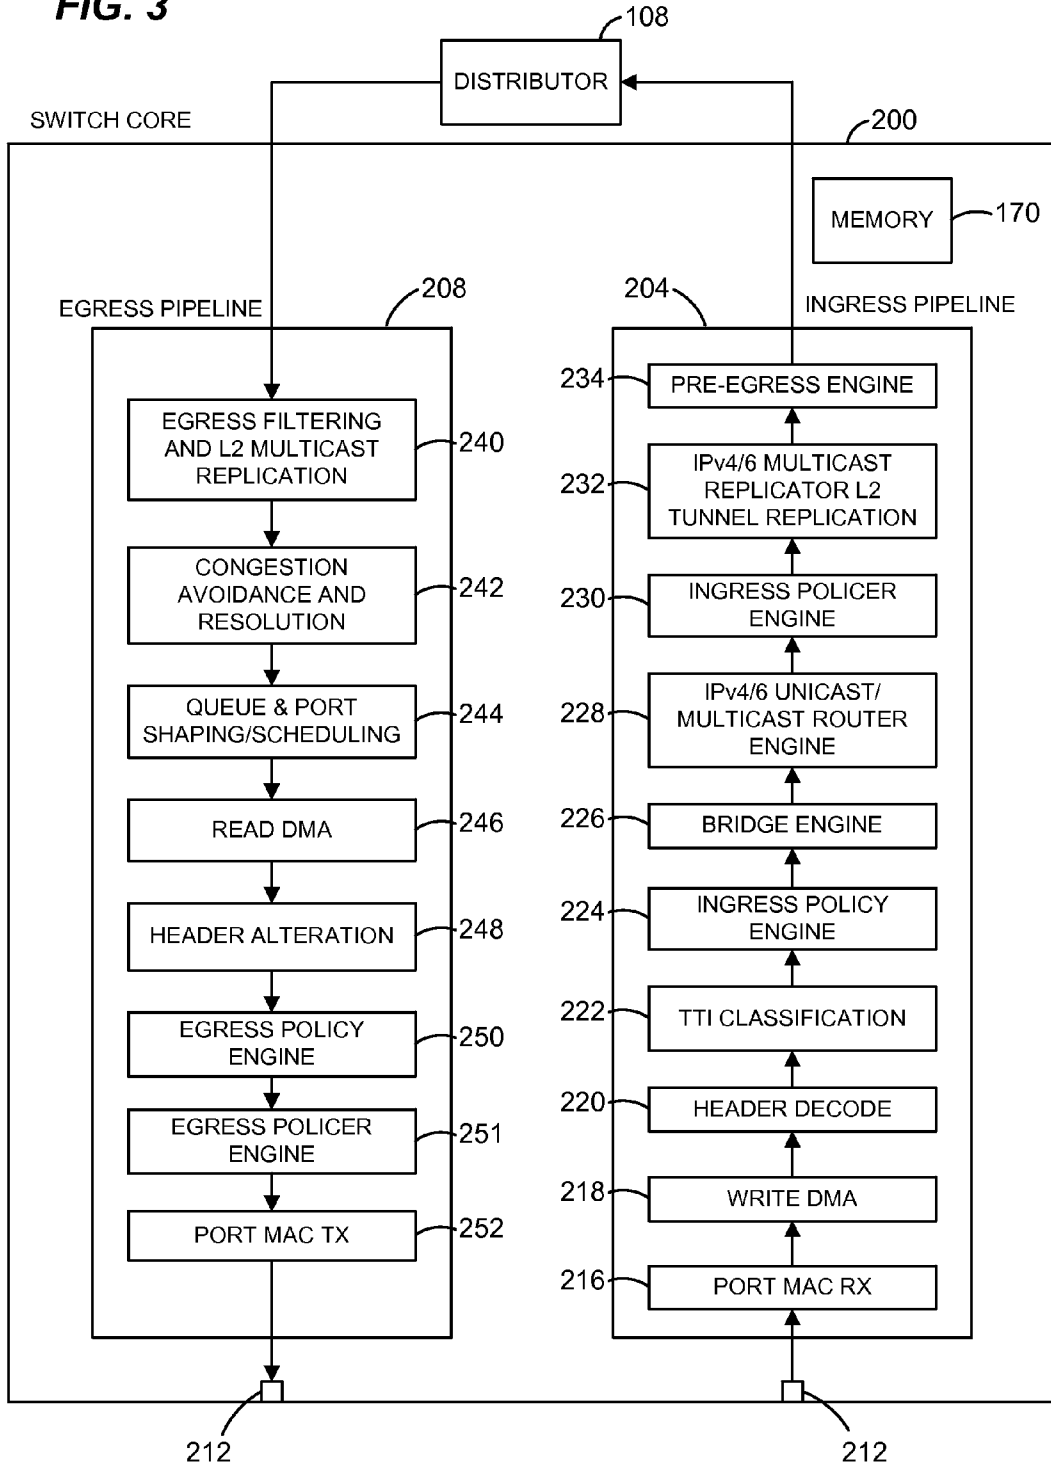 FIG. 3
108
DISTRIBUTOR
SWITCH CORE
200
MEMORY
170
EGRESS PIPELINE
208
204
INGRESS PIPELINE
EGRESS FILTERING
AND L2 MULTICAST
REPLICATION
240
CONGESTION
AVOIDANCE AND
RESOLUTION
242
QUEUE & PORT
SHAPING/SCHEDULING
244
READ DMA
246
HEADER ALTERATION
248
EGRESS POLICY
ENGINE
250
EGRESS POLICER
ENGINE
251
PORT MAC TX
252
212
234
PRE-EGRESS ENGINE
232
IPv4/6 MULTICAST
REPLICATOR L2
TUNNEL REPLICATION
230
INGRESS POLICER
ENGINE
228
IPv4/6 UNICAST/
MULTICAST ROUTER
ENGINE
226
BRIDGE ENGINE
224
INGRESS POLICY
ENGINE
222
TTI CLASSIFICATION
220
HEADER DECODE
218
WRITE DMA
216
PORT MAC RX
212